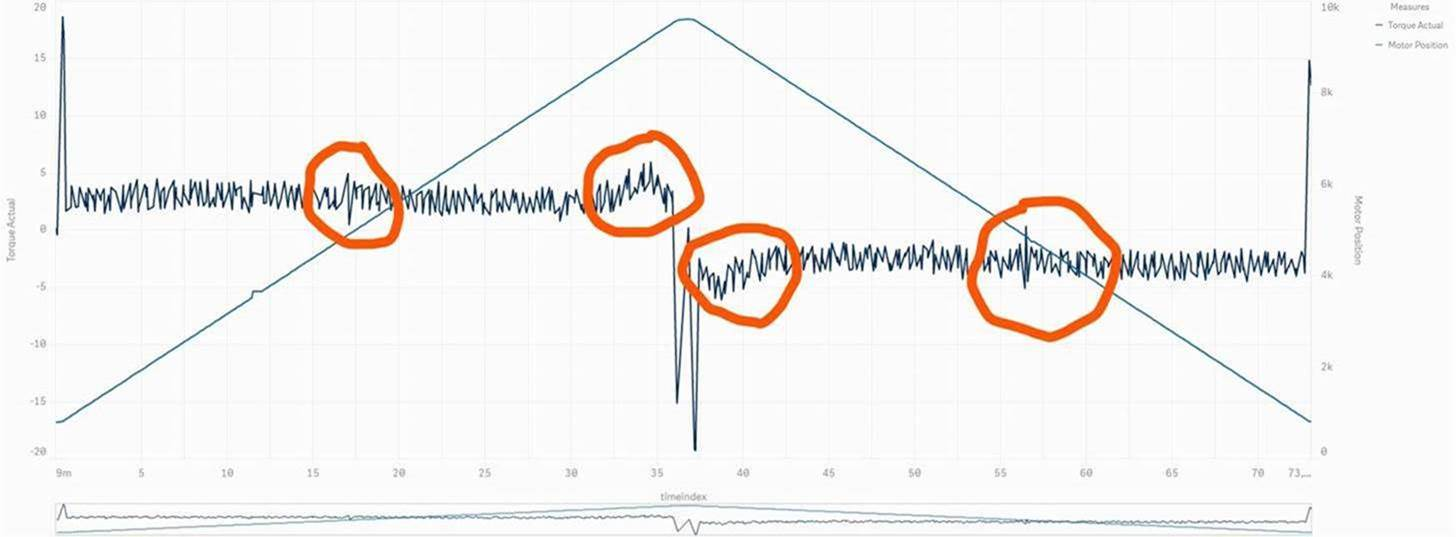 20
15
10
5
0
-5
-10
-15
-20
Torque Actual
10k
8k
6k
4k
2k
0
Motor Position
Measures
Torque Actual
Motor Position
9m 5 10 15 20 25 30 35 40 45 50 55 60 65 70 73,...
timeindex